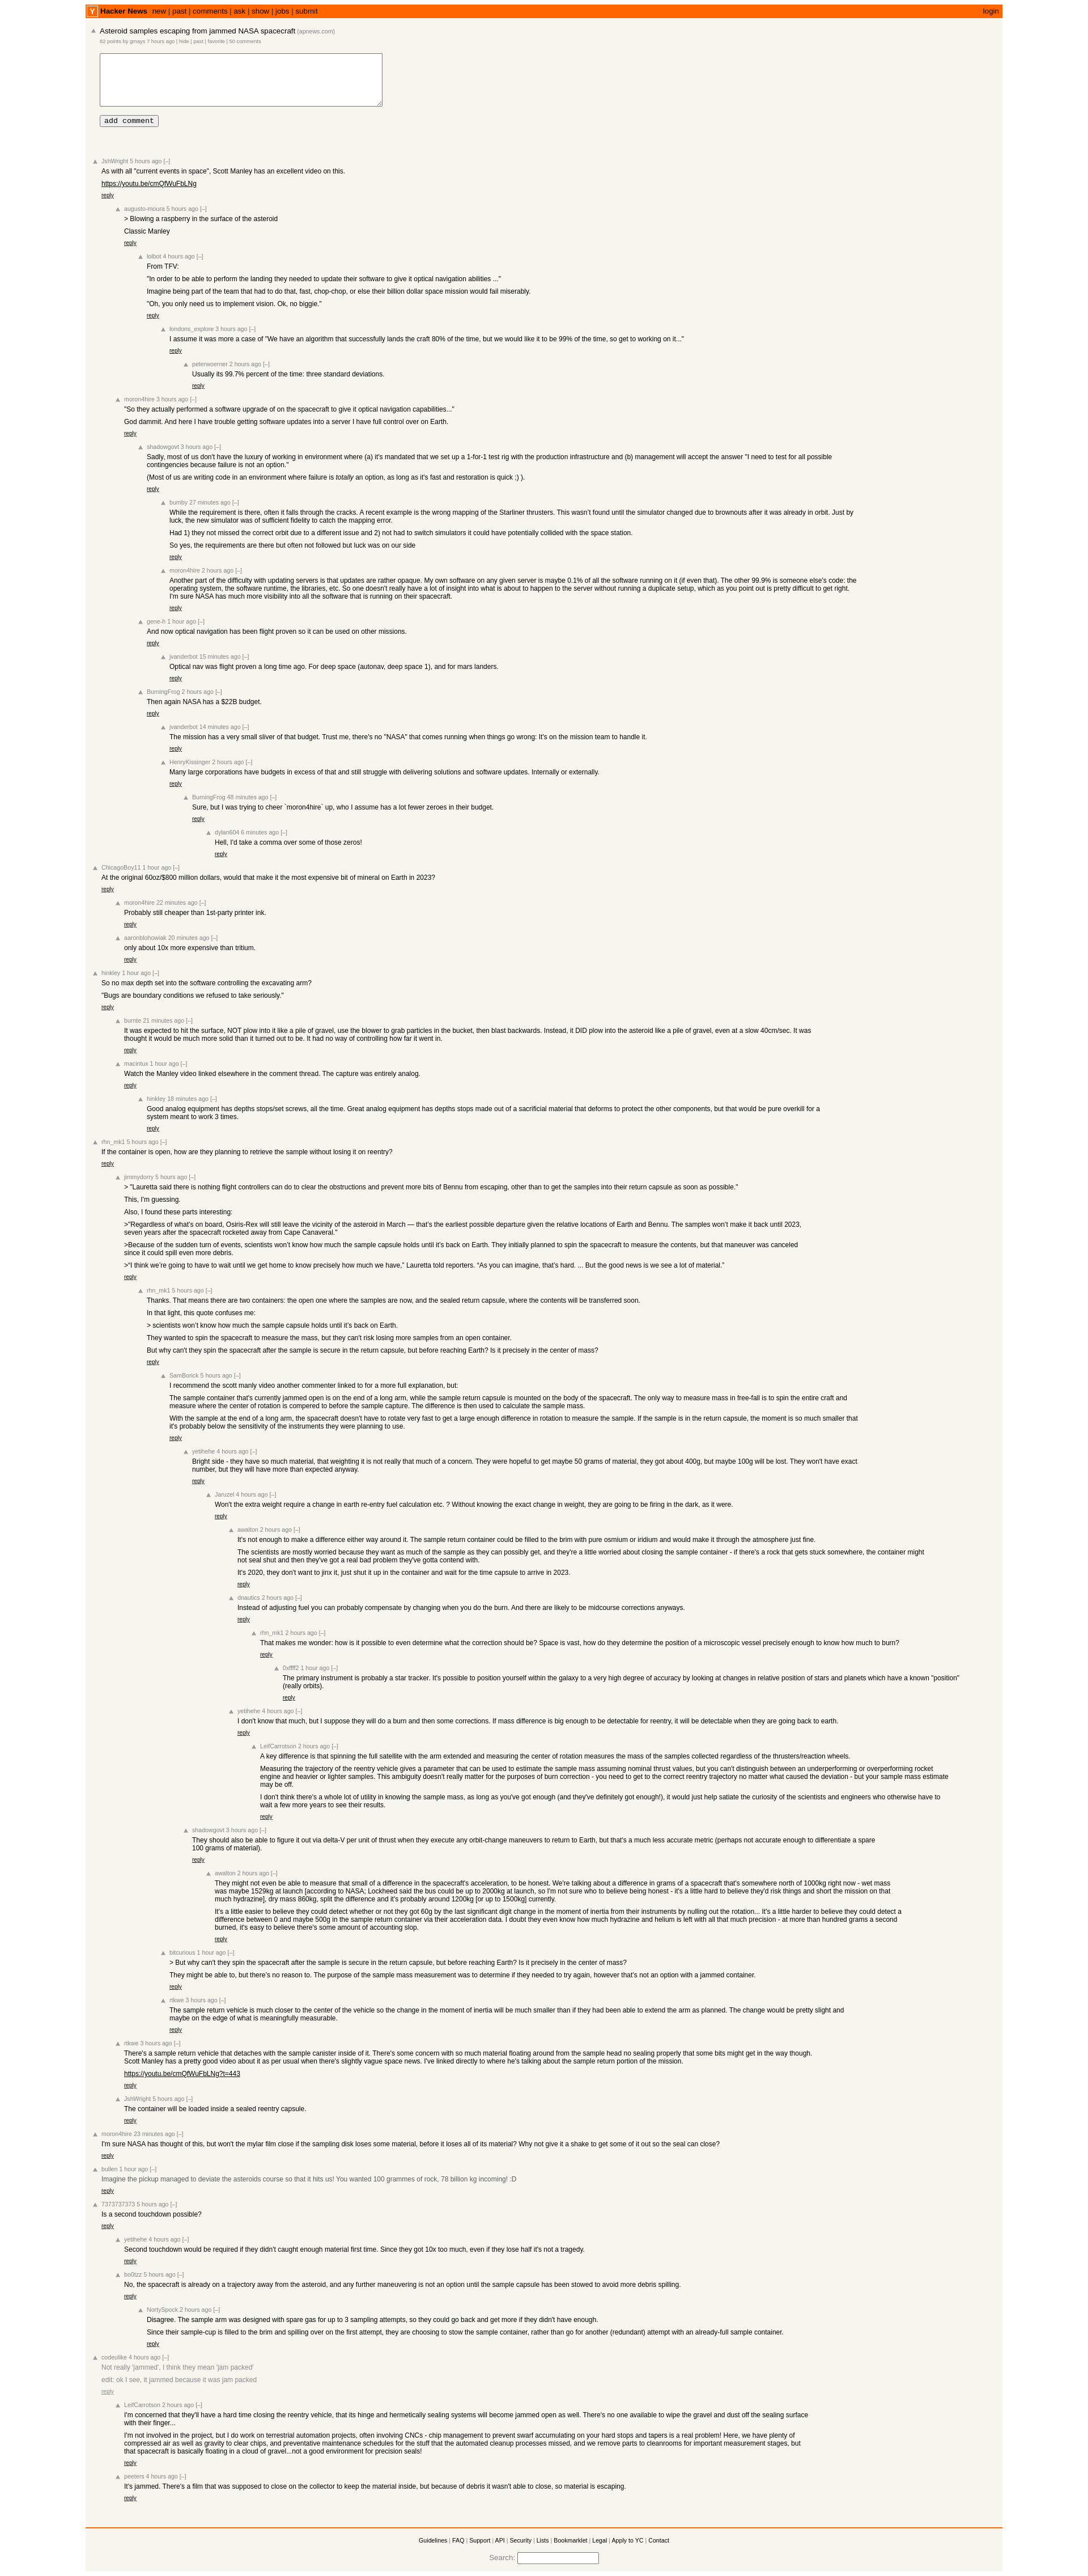 Y Hacker News new | past | comments | ask | show | jobs | submit login
Asteroid samples escaping from jammed NASA spacecraft (apnews.com)
92 points by gmays 7 hours ago | hide | past | favorite | 50 comments
add comment
JshWright 5 hours ago [–]
As with all "current events in space", Scott Manley has an excellent video on this.
https://youtu.be/cmQfWuFbLNg
reply
augusto-moura 5 hours ago [–]
> Blowing a raspberry in the surface of the asteroid
Classic Manley
reply
lolbot 4 hours ago [–]
From TFV:
"In order to be able to perform the landing they needed to update their software to give it optical navigation abilities ..."
Imagine being part of the team that had to do that, fast, chop-chop, or else their billion dollar space mission would fail miserably.
"Oh, you only need us to implement vision. Ok, no biggie."
reply
londons_explore 3 hours ago [–]
I assume it was more a case of "We have an algorithm that successfully lands the craft 80% of the time, but we would like it to be 99% of the time, so get to working on it..."
reply
peterwoerner 2 hours ago [–]
Usually its 99.7% percent of the time: three standard deviations.
reply
moron4hire 3 hours ago [–]
"So they actually performed a software upgrade of on the spacecraft to give it optical navigation capabilities..."
God dammit. And here I have trouble getting software updates into a server I have full control over on Earth.
reply
shadowgovt 3 hours ago [–]
Sadly, most of us don't have the luxury of working in environment where (a) it's mandated that we set up a 1-for-1 test rig with the production infrastructure and (b) management will accept the answer "I need to test for all possible
contingencies because failure is not an option."
(Most of us are writing code in an environment where failure is totally an option, as long as it's fast and restoration is quick ;) ).
reply
bumby 27 minutes ago [–]
While the requirement is there, often it falls through the cracks. A recent example is the wrong mapping of the Starliner thrusters. This wasn't found until the simulator changed due to brownouts after it was already in orbit. Just by
luck, the new simulator was of sufficient fidelity to catch the mapping error.
Had 1) they not missed the correct orbit due to a different issue and 2) not had to switch simulators it could have potentially collided with the space station.
So yes, the requirements are there but often not followed but luck was on our side
reply
moron4hire 2 hours ago [–]
Another part of the difficulty with updating servers is that updates are rather opaque. My own software on any given server is maybe 0.1% of all the software running on it (if even that). The other 99.9% is someone else's code: the
operating system, the software runtime, the libraries, etc. So one doesn't really have a lot of insight into what is about to happen to the server without running a duplicate setup, which as you point out is pretty difficult to get right.
I'm sure NASA has much more visibility into all the software that is running on their spacecraft.
reply
gene-h 1 hour ago [–]
And now optical navigation has been flight proven so it can be used on other missions.
reply
jvanderbot 15 minutes ago [–]
Optical nav was flight proven a long time ago. For deep space (autonav, deep space 1), and for mars landers.
reply
BurningFrog 2 hours ago [–]
Then again NASA has a $22B budget.
reply
jvanderbot 14 minutes ago [–]
The mission has a very small sliver of that budget. Trust me, there's no "NASA" that comes running when things go wrong: It's on the mission team to handle it.
reply
HenryKissinger 2 hours ago [–]
Many large corporations have budgets in excess of that and still struggle with delivering solutions and software updates. Internally or externally.
reply
BurningFrog 48 minutes ago [–]
Sure, but I was trying to cheer `moron4hire` up, who I assume has a lot fewer zeroes in their budget.
reply
dylan604 6 minutes ago [–]
Hell, I'd take a comma over some of those zeros!
reply
ChicagoBoy11 1 hour ago [–]
At the original 60oz/$800 million dollars, would that make it the most expensive bit of mineral on Earth in 2023?
reply
moron4hire 22 minutes ago [–]
Probably still cheaper than 1st-party printer ink.
reply
aaronblohowiak 20 minutes ago [–]
only about 10x more expensive than tritium.
reply
hinkley 1 hour ago [–]
So no max depth set into the software controlling the excavating arm?
"Bugs are boundary conditions we refused to take seriously."
reply
burnte 21 minutes ago [–]
It was expected to hit the surface, NOT plow into it like a pile of gravel, use the blower to grab particles in the bucket, then blast backwards. Instead, it DID plow into the asteroid like a pile of gravel, even at a slow 40cm/sec. It was
thought it would be much more solid than it turned out to be. It had no way of controlling how far it went in.
reply
macintux 1 hour ago [–]
Watch the Manley video linked elsewhere in the comment thread. The capture was entirely analog.
reply
hinkley 18 minutes ago [–]
Good analog equipment has depths stops/set screws, all the time. Great analog equipment has depths stops made out of a sacrificial material that deforms to protect the other components, but that would be pure overkill for a
system meant to work 3 times.
reply
rhn_mk1 5 hours ago [–]
If the container is open, how are they planning to retrieve the sample without losing it on reentry?
reply
jimmydorry 5 hours ago [–]
> "Lauretta said there is nothing flight controllers can do to clear the obstructions and prevent more bits of Bennu from escaping, other than to get the samples into their return capsule as soon as possible."
This, I'm guessing.
Also, I found these parts interesting:
>"Regardless of what's on board, Osiris-Rex will still leave the vicinity of the asteroid in March — that's the earliest possible departure given the relative locations of Earth and Bennu. The samples won't make it back until 2023,
seven years after the spacecraft rocketed away from Cape Canaveral."
>Because of the sudden turn of events, scientists won't know how much the sample capsule holds until it's back on Earth. They initially planned to spin the spacecraft to measure the contents, but that maneuver was canceled
since it could spill even more debris.
>"I think we're going to have to wait until we get home to know precisely how much we have," Lauretta told reporters. "As you can imagine, that's hard. ... But the good news is we see a lot of material."
reply
rhn_mk1 5 hours ago [–]
Thanks. That means there are two containers: the open one where the samples are now, and the sealed return capsule, where the contents will be transferred soon.
In that light, this quote confuses me:
> scientists won't know how much the sample capsule holds until it's back on Earth.
They wanted to spin the spacecraft to measure the mass, but they can't risk losing more samples from an open container.
But why can't they spin the spacecraft after the sample is secure in the return capsule, but before reaching Earth? Is it precisely in the center of mass?
reply
SamBorick 5 hours ago [–]
I recommend the scott manly video another commenter linked to for a more full explanation, but:
The sample container that's currently jammed open is on the end of a long arm, while the sample return capsule is mounted on the body of the spacecraft. The only way to measure mass in free-fall is to spin the entire craft and
measure where the center of rotation is compered to before the sample capture. The difference is then used to calculate the sample mass.
With the sample at the end of a long arm, the spacecraft doesn't have to rotate very fast to get a large enough difference in rotation to measure the sample. If the sample is in the return capsule, the moment is so much smaller that
it's probably below the sensitivity of the instruments they were planning to use.
reply
yetihehe 4 hours ago [–]
Bright side - they have so much material, that weighting it is not really that much of a concern. They were hopeful to get maybe 50 grams of material, they got about 400g, but maybe 100g will be lost. They won't have exact
number, but they will have more than expected anyway.
reply
Jaruzel 4 hours ago [–]
Won't the extra weight require a change in earth re-entry fuel calculation etc. ? Without knowing the exact change in weight, they are going to be firing in the dark, as it were.
reply
awalton 2 hours ago [–]
It's not enough to make a difference either way around it. The sample return container could be filled to the brim with pure osmium or iridium and would make it through the atmosphere just fine.
The scientists are mostly worried because they want as much of the sample as they can possibly get, and they're a little worried about closing the sample container - if there's a rock that gets stuck somewhere, the container might
not seal shut and then they've got a real bad problem they've gotta contend with.
It's 2020, they don't want to jinx it, just shut it up in the container and wait for the time capsule to arrive in 2023.
reply
dnautics 2 hours ago [–]
Instead of adjusting fuel you can probably compensate by changing when you do the burn. And there are likely to be midcourse corrections anyways.
reply
rhn_mk1 2 hours ago [–]
That makes me wonder: how is it possible to even determine what the correction should be? Space is vast, how do they determine the position of a microscopic vessel precisely enough to know how much to burn?
reply
0xffff2 1 hour ago [–]
The primary instrument is probably a star tracker. It's possible to position yourself within the galaxy to a very high degree of accuracy by looking at changes in relative position of stars and planets which have a known "position"
(really orbits).
reply
yetihehe 4 hours ago [–]
I don't know that much, but I suppose they will do a burn and then some corrections. If mass difference is big enough to be detectable for reentry, it will be detectable when they are going back to earth.
reply
LeifCarrotson 2 hours ago [–]
A key difference is that spinning the full satellite with the arm extended and measuring the center of rotation measures the mass of the samples collected regardless of the thrusters/reaction wheels.
Measuring the trajectory of the reentry vehicle gives a parameter that can be used to estimate the sample mass assuming nominal thrust values, but you can't distinguish between an underperforming or overperforming rocket
engine and heavier or lighter samples. This ambiguity doesn't really matter for the purposes of burn correction - you need to get to the correct reentry trajectory no matter what caused the deviation - but your sample mass estimate
may be off.
I don't think there's a whole lot of utility in knowing the sample mass, as long as you've got enough (and they've definitely got enough!), it would just help satiate the curiosity of the scientists and engineers who otherwise have to
wait a few more years to see their results.
reply
shadowgovt 3 hours ago [–]
They should also be able to figure it out via delta-V per unit of thrust when they execute any orbit-change maneuvers to return to Earth, but that's a much less accurate metric (perhaps not accurate enough to differentiate a spare
100 grams of material).
reply
awalton 2 hours ago [–]
They might not even be able to measure that small of a difference in the spacecraft's acceleration, to be honest. We're talking about a difference in grams of a spacecraft that's somewhere north of 1000kg right now - wet mass
was maybe 1529kg at launch [according to NASA; Lockheed said the bus could be up to 2000kg at launch, so I'm not sure who to believe being honest - it's a little hard to believe they'd risk things and short the mission on that
much hydrazine], dry mass 860kg, split the difference and it's probably around 1200kg [or up to 1500kg] currently.
It's a little easier to believe they could detect whether or not they got 60g by the last significant digit change in the moment of inertia from their instruments by nulling out the rotation... It's a little harder to believe they could detect a
difference between 0 and maybe 500g in the sample return container via their acceleration data. I doubt they even know how much hydrazine and helium is left with all that much precision - at more than hundred grams a second
burned, it's easy to believe there's some amount of accounting slop.
reply
bitcurious 1 hour ago [–]
> But why can't they spin the spacecraft after the sample is secure in the return capsule, but before reaching Earth? Is it precisely in the center of mass?
They might be able to, but there's no reason to. The purpose of the sample mass measurement was to determine if they needed to try again, however that's not an option with a jammed container.
reply
rtkwe 3 hours ago [–]
The sample return vehicle is much closer to the center of the vehicle so the change in the moment of inertia will be much smaller than if they had been able to extend the arm as planned. The change would be pretty slight and
maybe on the edge of what is meaningfully measurable.
reply
rtkwe 3 hours ago [–]
There's a sample return vehicle that detaches with the sample canister inside of it. There's some concern with so much material floating around from the sample head no sealing properly that some bits might get in the way though.
Scott Manley has a pretty good video about it as per usual when there's slightly vague space news. I've linked directly to where he's talking about the sample return portion of the mission.
https://youtu.be/cmQfWuFbLNg?t=443
reply
JshWright 5 hours ago [–]
The container will be loaded inside a sealed reentry capsule.
reply
moron4hire 23 minutes ago [–]
I'm sure NASA has thought of this, but won't the mylar film close if the sampling disk loses some material, before it loses all of its material? Why not give it a shake to get some of it out so the seal can close?
reply
bullen 1 hour ago [–]
Imagine the pickup managed to deviate the asteroids course so that it hits us! You wanted 100 grammes of rock, 78 billion kg incoming! :D
reply
7373737373 5 hours ago [–]
Is a second touchdown possible?
reply
yetihehe 4 hours ago [–]
Second touchdown would be required if they didn't caught enough material first time. Since they got 10x too much, even if they lose half it's not a tragedy.
reply
bo0tzz 5 hours ago [–]
No, the spacecraft is already on a trajectory away from the asteroid, and any further maneuvering is not an option until the sample capsule has been stowed to avoid more debris spilling.
reply
NortySpock 2 hours ago [–]
Disagree. The sample arm was designed with spare gas for up to 3 sampling attempts, so they could go back and get more if they didn't have enough.
Since their sample-cup is filled to the brim and spilling over on the first attempt, they are choosing to stow the sample container, rather than go for another (redundant) attempt with an already-full sample container.
reply
codeulike 4 hours ago [–]
Not really 'jammed', I think they mean 'jam packed'
edit: ok I see, it jammed because it was jam packed
reply
LeifCarrotson 2 hours ago [–]
I'm concerned that they'll have a hard time closing the reentry vehicle, that its hinge and hermetically sealing systems will become jammed open as well. There's no one available to wipe the gravel and dust off the sealing surface
with their finger...
I'm not involved in the project, but I do work on terrestrial automation projects, often involving CNCs - chip management to prevent swarf accumulating on your hard stops and tapers is a real problem! Here, we have plenty of
compressed air as well as gravity to clear chips, and preventative maintenance schedules for the stuff that the automated cleanup processes missed, and we remove parts to cleanrooms for important measurement stages, but
that spacecraft is basically floating in a cloud of gravel...not a good environment for precision seals!
reply
peeters 4 hours ago [–]
It's jammed. There's a film that was supposed to close on the collector to keep the material inside, but because of debris it wasn't able to close, so material is escaping.
reply
Guidelines | FAQ | Support | API | Security | Lists | Bookmarklet | Legal | Apply to YC | Contact
Search: